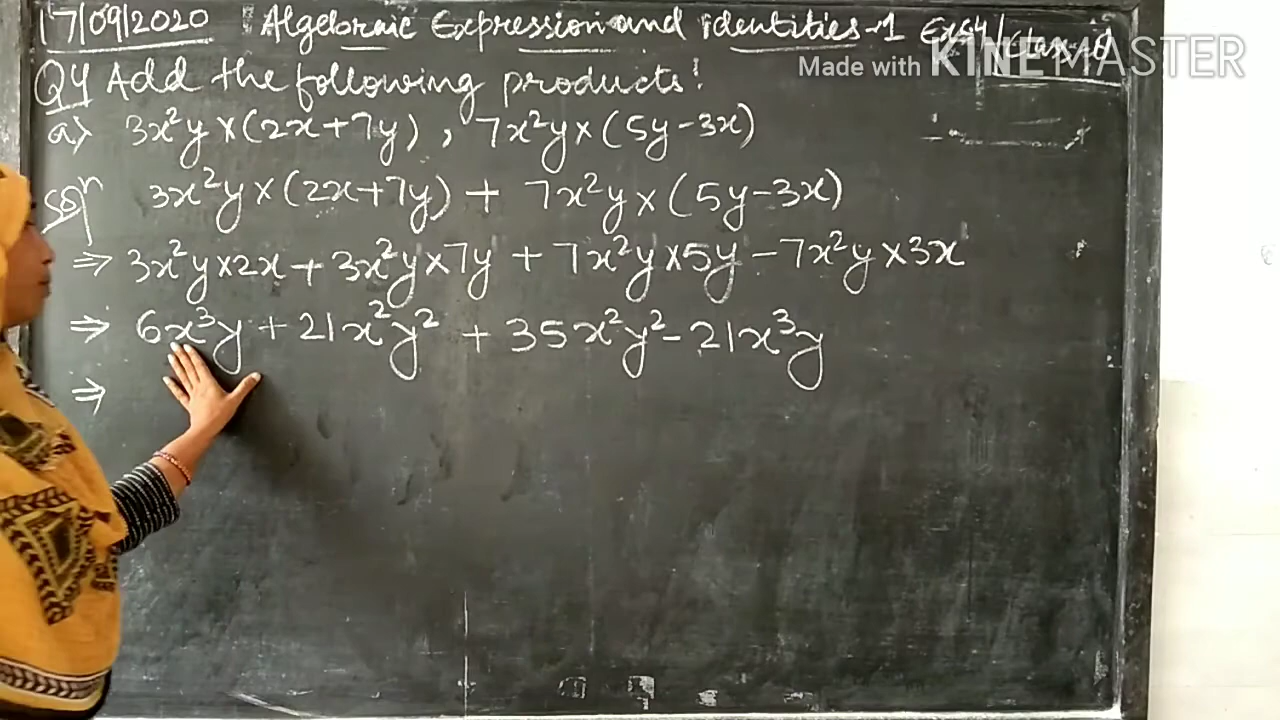 17/09/2020 Algebraic Expression and identities-1 Ex54/Class-8
Made with KINEMASTER
Q4 Add the following products:
a) 3x²y×(2x+7y), 7x²y×(5y-3x)
Solⁿ 3x²y×(2x+7y) + 7x²y×(5y-3x)
⇒ 3x²y×2x + 3x²y×7y + 7x²y×5y - 7x²y×3x
⇒ 6x³y + 21x²y² + 35x²y² - 21x³y
⇒